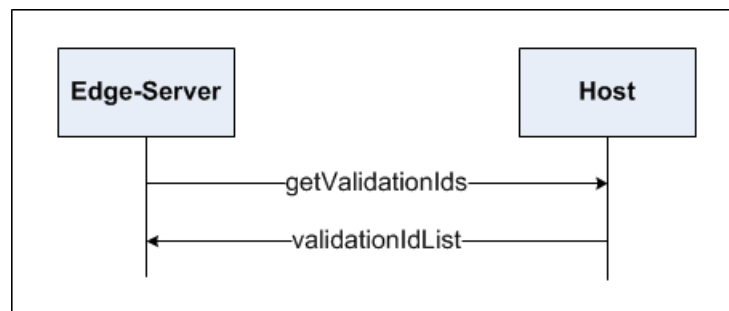 Edge-Server
Host
getValidationIds
validationIdList